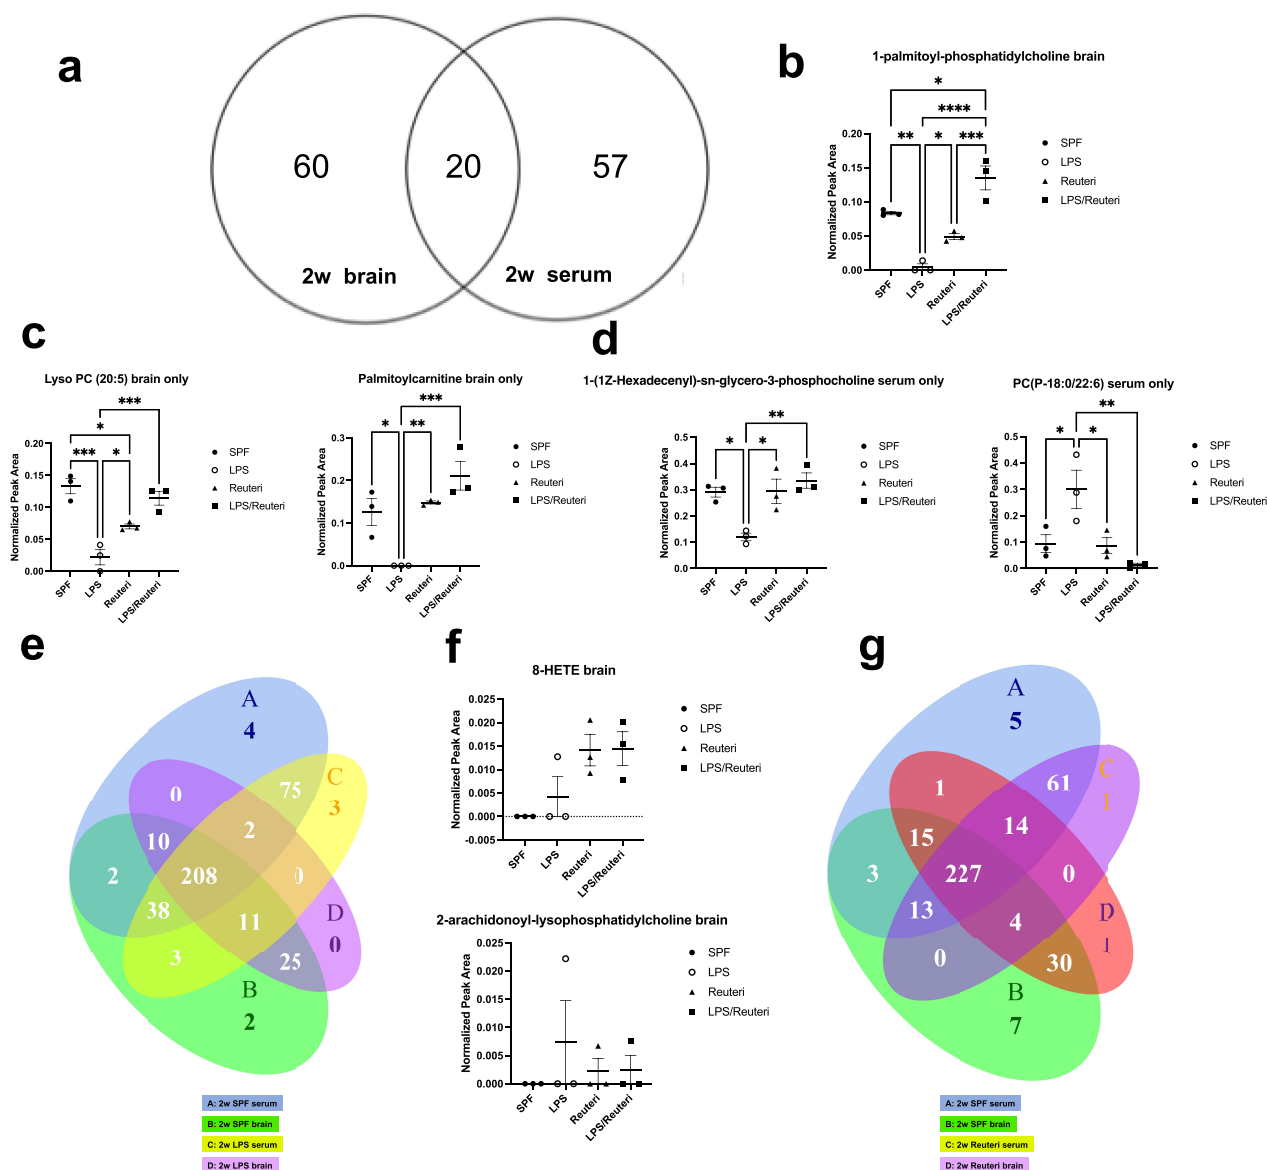 a
60
20
57
2w brain
2w serum
b
1-palmitoyl-phosphatidylcholine brain
*
****
** * ***
Normalized Peak Area
0.20
0.15
0.10
0.05
0.00
SPF
LPS
Reuteri
LPS/Reuteri
SPF
LPS
Reuteri
LPS/Reuteri
c
Lyso PC (20:5) brain only
***
*
*** *
Normalized Peak Area
0.20
0.15
0.10
0.05
0.00
SPF
LPS
Reuteri
LPS/Reuteri
SPF
LPS
Reuteri
LPS/Reuteri
Palmitoylcarnitine brain only
***
* **
Normalized Peak Area
0.3
0.2
0.1
0.0
SPF
LPS
Reuteri
LPS/Reuteri
SPF
LPS
Reuteri
LPS/Reuteri
d
1-(1Z-Hexadecenyl)-sn-glycero-3-phosphocholine serum only
**
* *
Normalized Peak Area
0.5
0.4
0.3
0.2
0.1
0.0
SPF
LPS
Reuteri
LPS/Reuteri
SPF
LPS
Reuteri
LPS/Reuteri
PC(P-18:0/22:6) serum only
**
* *
Normalized Peak Area
0.5
0.4
0.3
0.2
0.1
0.0
SPF
LPS
Reuteri
LPS/Reuteri
SPF
LPS
Reuteri
LPS/Reuteri
e
A
4
C
3
75
0
2
10
2
208
0
38
11
D
0
3
25
B
2
A: 2w SPF serum
B: 2w SPF brain
C: 2w LPS serum
D: 2w LPS brain
f
8-HETE brain
Normalized Peak Area
0.025
0.020
0.015
0.010
0.005
0.000
-0.005
SPF
LPS
Reuteri
LPS/Reuteri
SPF
LPS
Reuteri
LPS/Reuteri
2-arachidonoyl-lysophosphatidylcholine brain
Normalized Peak Area
0.025
0.020
0.015
0.010
0.005
0.000
SPF
LPS
Reuteri
LPS/Reuteri
SPF
LPS
Reuteri
LPS/Reuteri
g
A
5
C
1
61
1
14
15
3
227
0
13
4
D
1
0
30
B
7
A: 2w SPF serum
B: 2w SPF brain
C: 2w Reuteri serum
D: 2w Reuteri brain